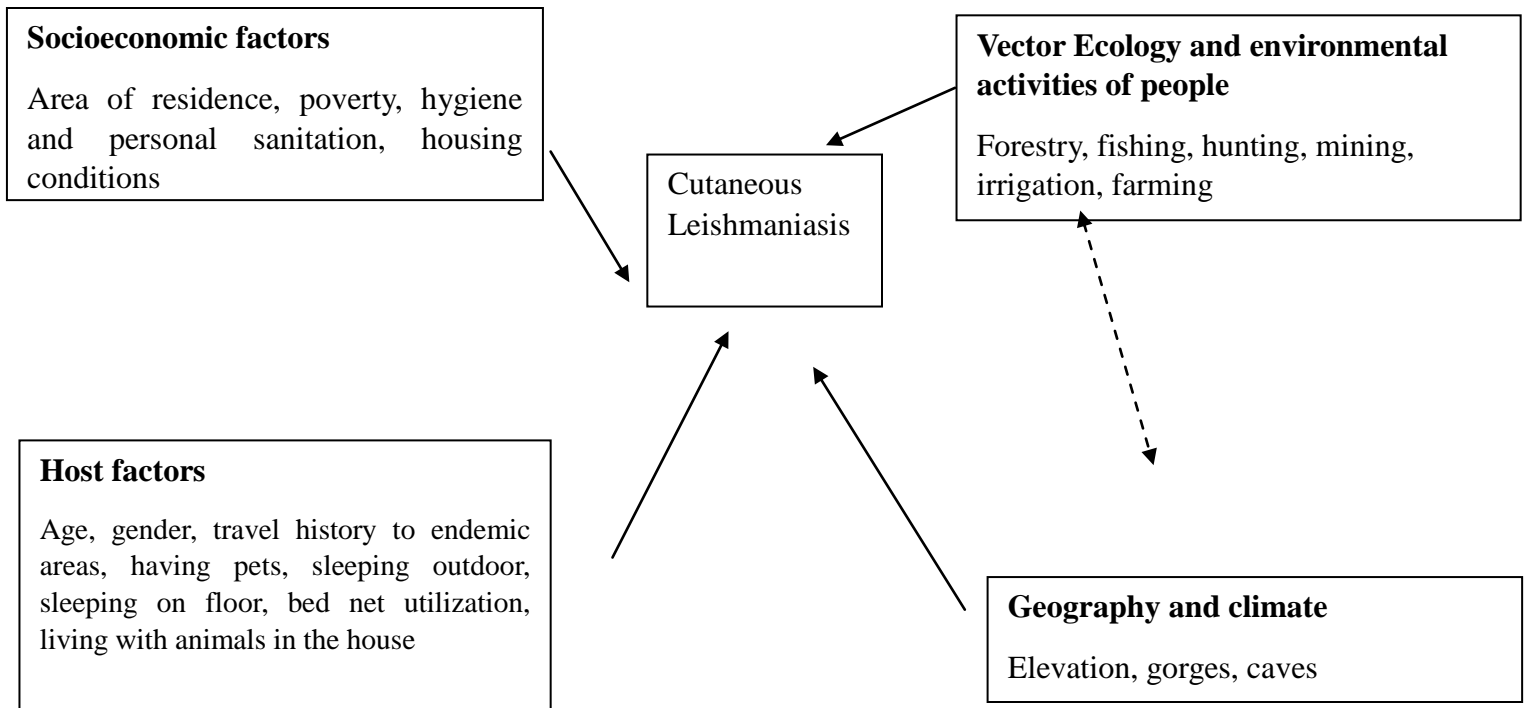 Socioeconomic factors
Area of residence, poverty, hygiene
and personal sanitation, housing
conditions
Vector Ecology and environmental
activities of people
Forestry, fishing, hunting, mining,
irrigation, farming
Cutaneous
Leishmaniasis
Host factors
Age, gender, travel history to endemic
areas, having pets, sleeping outdoor,
sleeping on floor, bed net utilization,
living with animals in the house
Geography and climate
Elevation, gorges, caves